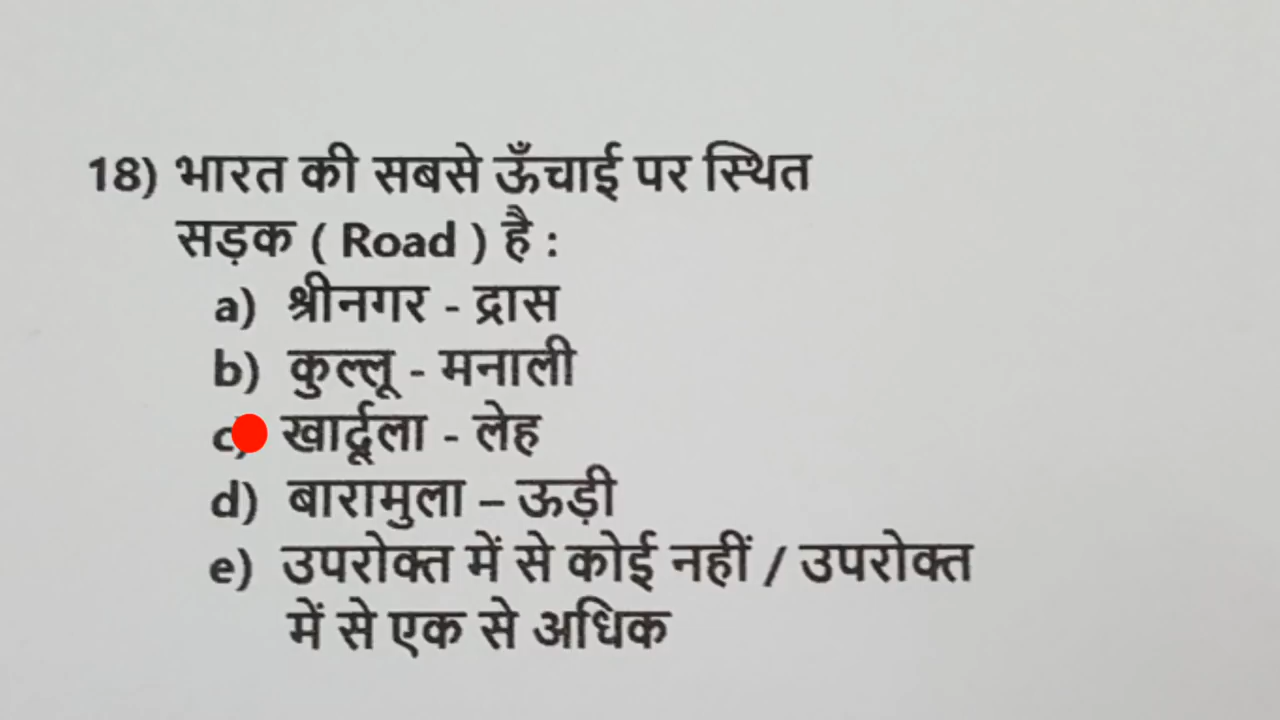 18) भारत की सबसे ऊँचाई पर स्थित
सड़क ( Road ) है :
a) श्रीनगर - द्रास
b) कुल्लू - मनाली
c) खार्दूला - लेह
d) बारामुला – ऊड़ी
e) उपरोक्त में से कोई नहीं / उपरोक्त
में से एक से अधिक